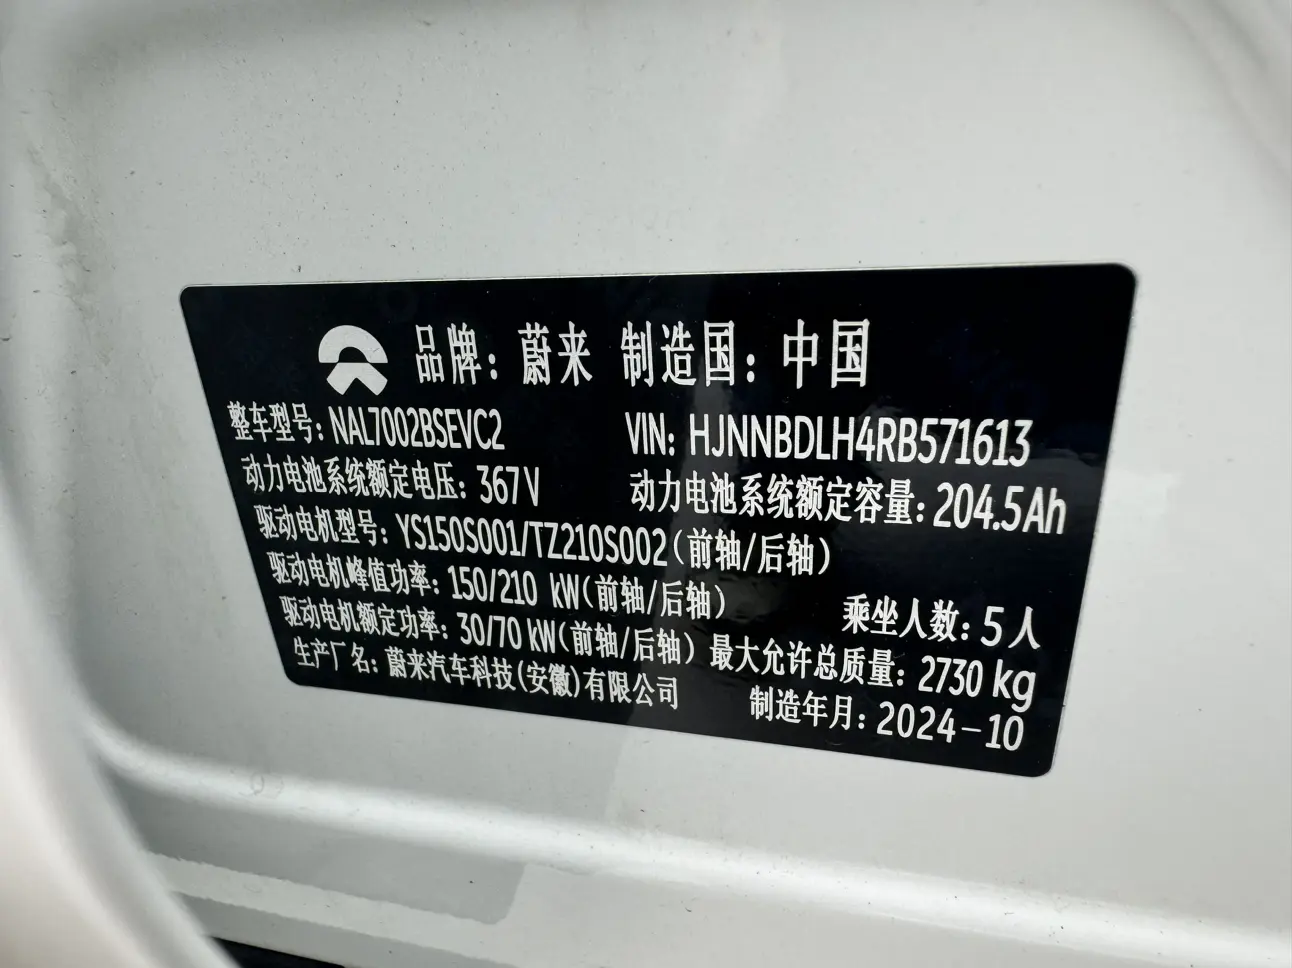 品牌：蔚来 制造国：中国
整车型号：NAL7002BSEVC2 VIN: HJNNBDLH4RB571613
动力电池系统额定电压：367V 动力电池系统额定容量：204.5Ah
驱动电机型号：YS150S001/TZ210S002（前轴/后轴）
驱动电机峰值功率：150/210 kW（前轴/后轴） 乘坐人数：5人
驱动电机额定功率：30/70 kW（前轴/后轴） 最大允许总质量：2730 kg
生产厂名：蔚来汽车科技（安徽）有限公司 制造年月：2024-10